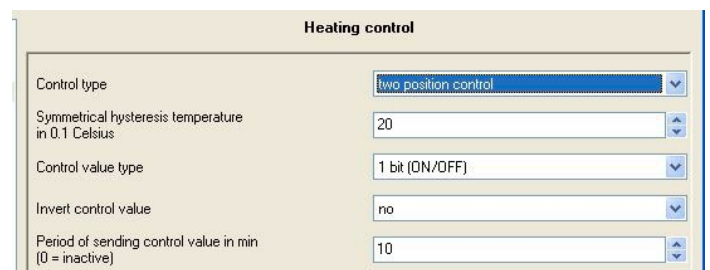 Heating control
Control type
two position control
Symmetrical hysteresis temperature
in 0.1 Celsius
20
Control value type
1 bit (ON/OFF)
Invert control value
no
Period of sending control value in min
(0 = inactive)
10